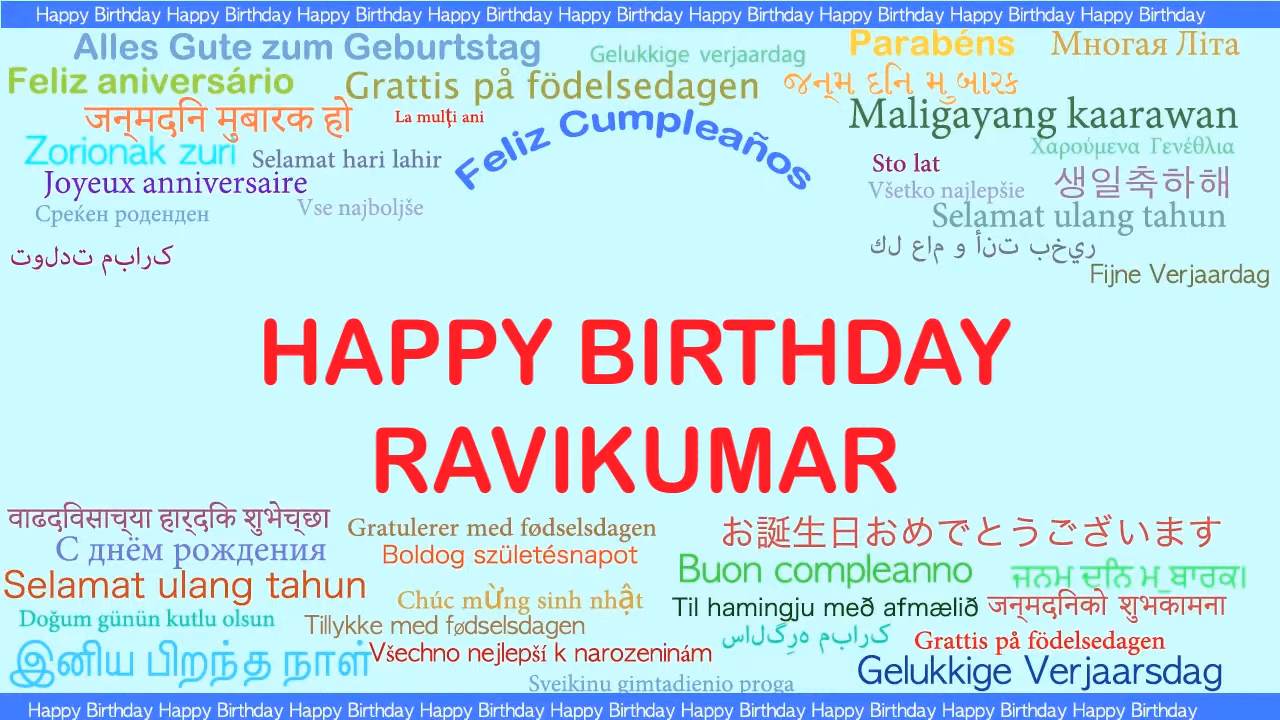 Happy Birthday Happy Birthday Happy Birthday Happy Birthday Happy Birthday Happy Birthday Happy Birthday Happy Birthday Happy Birthday
Alles Gute zum Geburtstag
Gelukkige verjaardag
Parabéns
Многая Літа
Feliz aniversário
Grattis på födelsedagen
જન્મ દિન મુબારક
जन्मदिन मुबारक हो
La mulţi ani
Feliz Cumpleaños
Maligayang kaarawan
Zorionak zuri
Selamat hari lahir
Χαρούμενα Γενέθλια
Sto lat
Joyeux anniversaire
Všetko najlepšie
생일축하해
Среќен роденден
Vse najboljše
Selamat ulang tahun
تولدت مبارک
كل عام و أنت بخير
Fijne Verjaardag
HAPPY BIRTHDAY
RAVIKUMAR
वाढदिवसाच्या हार्दिक शुभेच्छा
Gratulerer med fødselsdagen
お誕生日おめでとうございます
С днём рождения
Boldog születésnapot
Buon compleanno
ਜਨਮ ਦਿਨ ਮੁਬਾਰਕ।
Selamat ulang tahun
Chúc mừng sinh nhật
Til hamingju með afmælið
जन्मदिनको शुभकामना
Doğum günün kutlu olsun
Tillykke med fødselsdagen
سالگرہ مبارک
Grattis på födelsedagen
இனிய பிறந்த நாள்
Všechno nejlepší k narozeninám
Gelukkige Verjaarsdag
Sveikinu gimtadienio proga
Happy Birthday Happy Birthday Happy Birthday Happy Birthday Happy Birthday Happy Birthday Happy Birthday Happy Birthday Happy Birthday